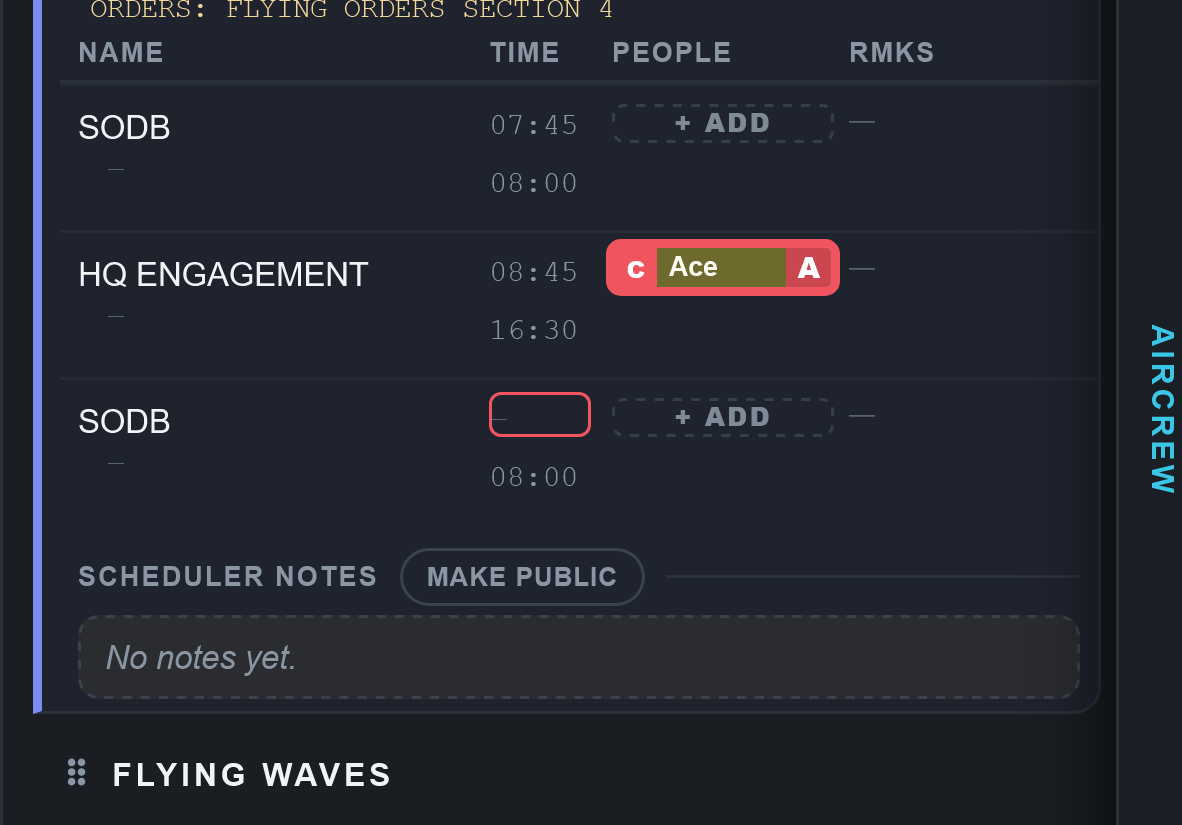 ORDERS: FLYING ORDERS SECTION 4
NAME TIME PEOPLE RMKS
SODB 07:45 + ADD —
— 08:00
HQ ENGAGEMENT 08:45 c Ace A —
— 16:30
SODB — + ADD —
— 08:00
SCHEDULER NOTES MAKE PUBLIC
No notes yet.
FLYING WAVES
AIRCREW